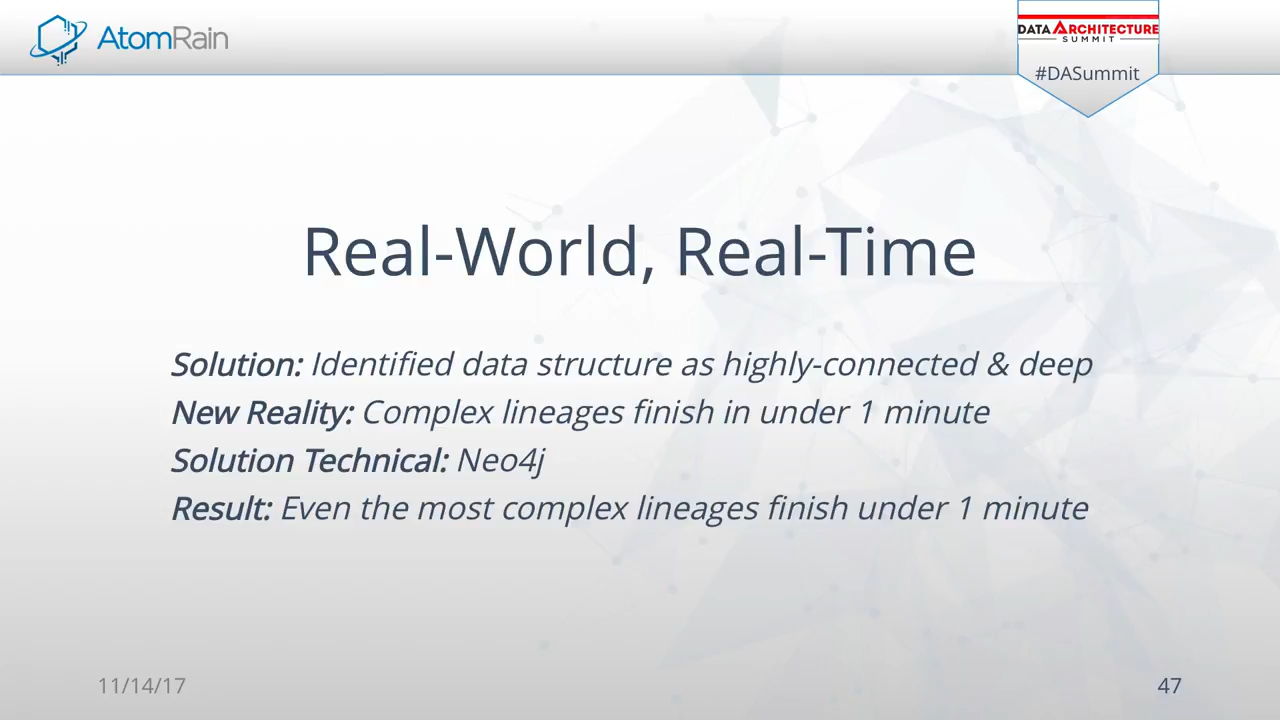 AtomRain
DATA ARCHITECTURE
SUMMIT
#DASummit
Real-World, Real-Time
Solution: Identified data structure as highly-connected & deep
New Reality: Complex lineages finish in under 1 minute
Solution Technical: Neo4j
Result: Even the most complex lineages finish under 1 minute
11/14/17
47